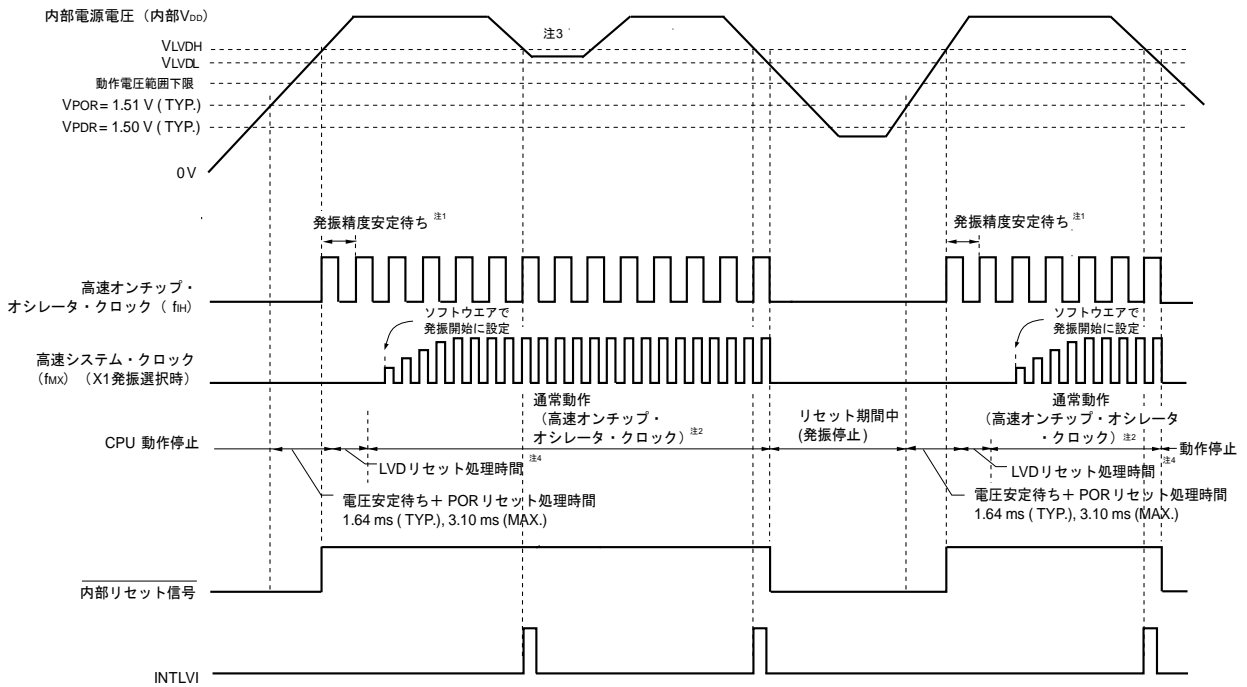 内部電源電圧（内部VDD）
注3
VLVDH
VLVDL
動作電圧範囲下限
VPOR = 1.51 V ( TYP.)
VPDR = 1.50 V ( TYP.)
0 V
発振精度安定待ち 注1
発振精度安定待ち 注1
高速オンチップ・
オシレータ・クロック（ fIH）
ソフトウエアで
発振開始に設定
ソフトウエアで
発振開始に設定
高速システム・クロック
（fMX）（X1発振選択時）
通常動作
（高速オンチップ・
オシレータ・クロック）注2
リセット期間中
(発振停止)
通常動作
（高速オンチップ・オシレータ
・クロック）注2
CPU 動作停止
動作停止
LVDリセット処理時間 注4
LVDリセット処理時間 注4
電圧安定待ち＋ POR リセット処理時間
1.64 ms ( TYP.), 3.10 ms (MAX.)
電圧安定待ち＋ POR リセット処理時間
1.64 ms ( TYP.), 3.10 ms (MAX.)
内部リセット信号
INTLVI